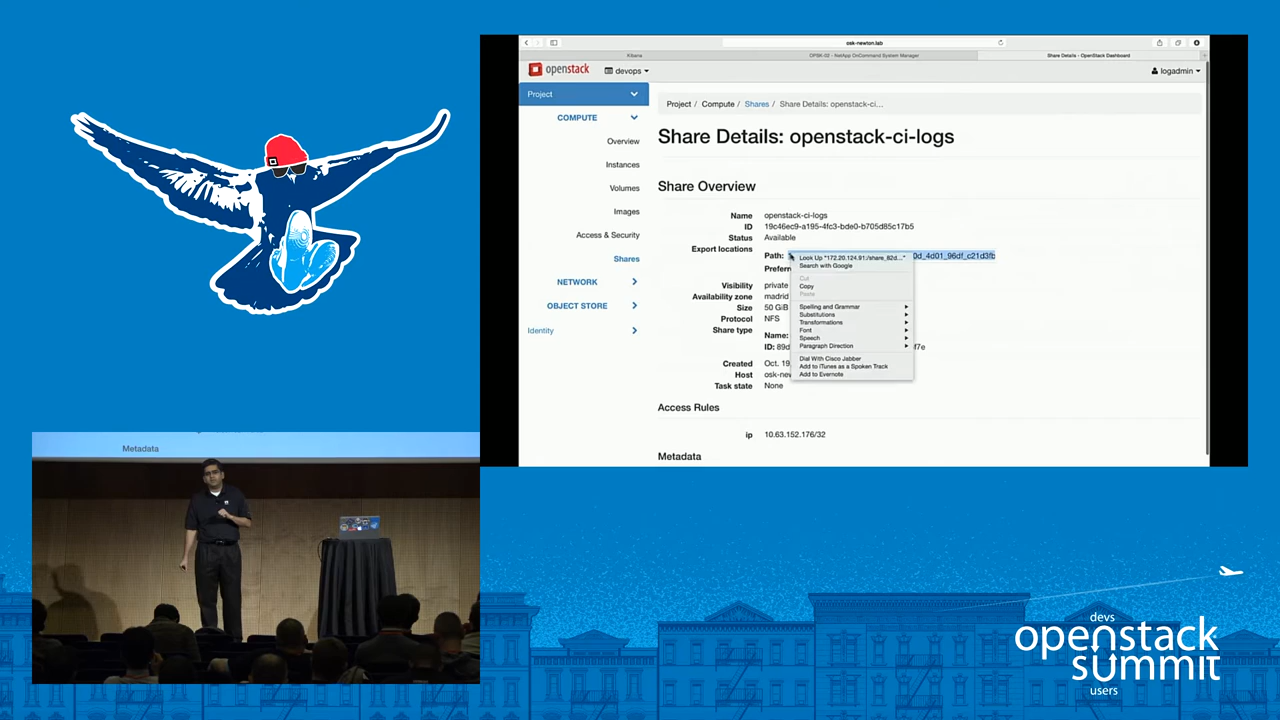 osk-newton.lab
Kibana
OPSK-02 - NetApp OnCommand System Manager
Share Details - OpenStack Dashboard
openstack
devops
logadmin
Project
Project / Compute / Shares / Share Details: openstack-ci...
COMPUTE
Overview
Instances
Volumes
Images
Access & Security
Shares
NETWORK
OBJECT STORE
Identity
Share Details: openstack-ci-logs
Share Overview
Name openstack-ci-logs
ID 19c46ec9-a195-4fc3-bde0-b705d85c17b5
Status Available
Export locations
Path: 0d_4d01_96df_c21d3fb
Preferr
Visibility private
Availability zone madrid
Size 50 GiB
Protocol NFS
Share type
Name:
ID: 89d f7e
Created Oct. 19
Host osk-new
Task state None
Look Up "172.20.124.91:/share_82d..."
Search with Google
Cut
Copy
Paste
Spelling and Grammar
Substitutions
Transformations
Font
Speech
Paragraph Direction
Dial With Cisco Jabber
Add to iTunes as a Spoken Track
Add to Evernote
Access Rules
ip 10.63.152.176/32
Metadata
Metadata
devs
openstack
summit
users